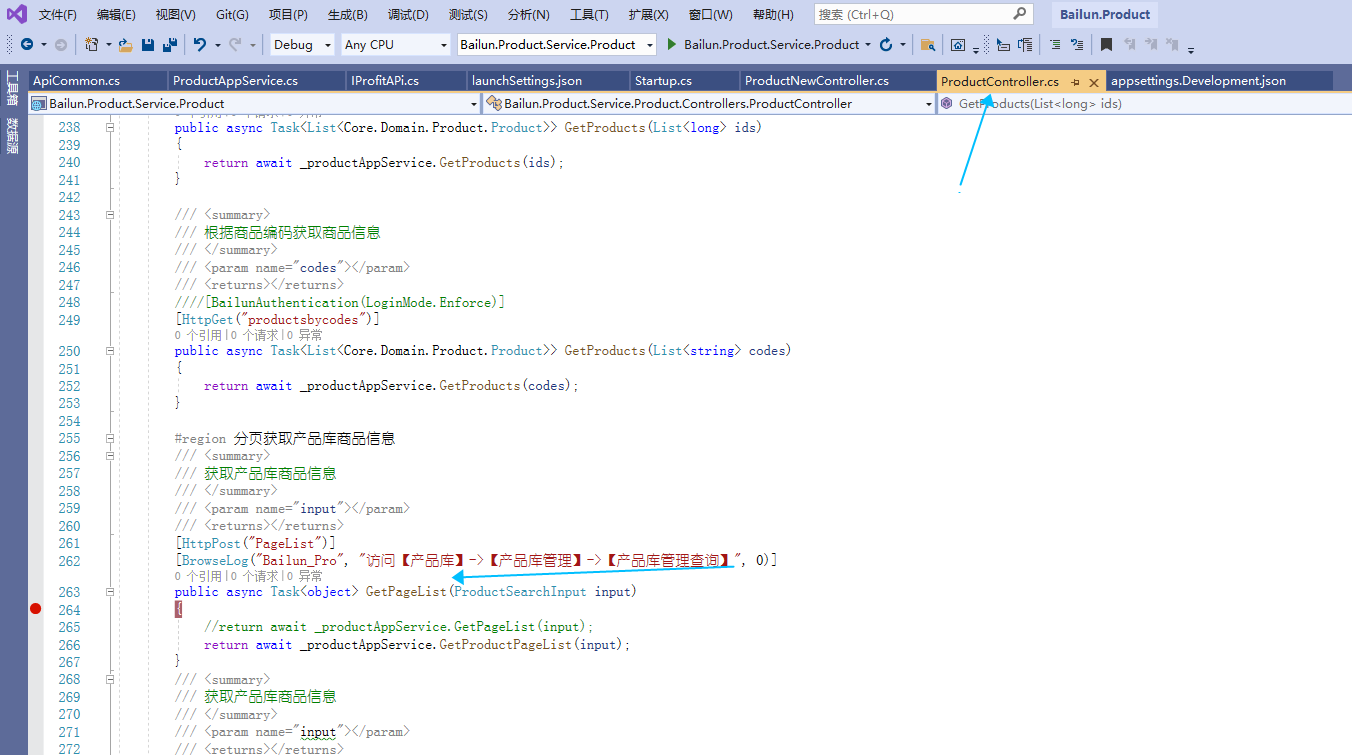 文件(F) 编辑(E) 视图(V) Git(G) 项目(P) 生成(B) 调试(D) 测试(S) 分析(N) 工具(T) 扩展(X) 窗口(W) 帮助(H) 搜索 (Ctrl+Q) Bailun.Product
Debug Any CPU Bailun.Product.Service.Product Bailun.Product.Service.Product
工具箱
数据源
ApiCommon.cs ProductAppService.cs IProfitAPi.cs launchSettings.json Startup.cs ProductNewController.cs ProductController.cs appsettings.Development.json
Bailun.Product.Service.Product Bailun.Product.Service.Product.Controllers.ProductController GetProducts(List<long> ids)
0 个引用|0 个请求|0 异常
238 public async Task<List<Core.Domain.Product.Product>> GetProducts(List<long> ids)
239 {
240 return await _productAppService.GetProducts(ids);
241 }
242
243 /// <summary>
244 /// 根据商品编码获取商品信息
245 /// </summary>
246 /// <param name="codes"></param>
247 /// <returns></returns>
248 ////[BailunAuthentication(LoginMode.Enforce)]
249 [HttpGet("productsbycodes")]
0 个引用|0 个请求|0 异常
250 public async Task<List<Core.Domain.Product.Product>> GetProducts(List<string> codes)
251 {
252 return await _productAppService.GetProducts(codes);
253 }
254
255 #region 分页获取产品库商品信息
256 /// <summary>
257 /// 获取产品库商品信息
258 /// </summary>
259 /// <param name="input"></param>
260 /// <returns></returns>
261 [HttpPost("PageList")]
262 [BrowseLog("Bailun_Pro", "访问【产品库】->【产品库管理】->【产品库管理查询】", 0)]
0 个引用|0 个请求|0 异常
263 public async Task<object> GetPageList(ProductSearchInput input)
264 {
265 //return await _productAppService.GetPageList(input);
266 return await _productAppService.GetProductPageList(input);
267 }
268 /// <summary>
269 /// 获取产品库商品信息
270 /// </summary>
271 /// <param name="input"></param>
272 /// <returns></returns>